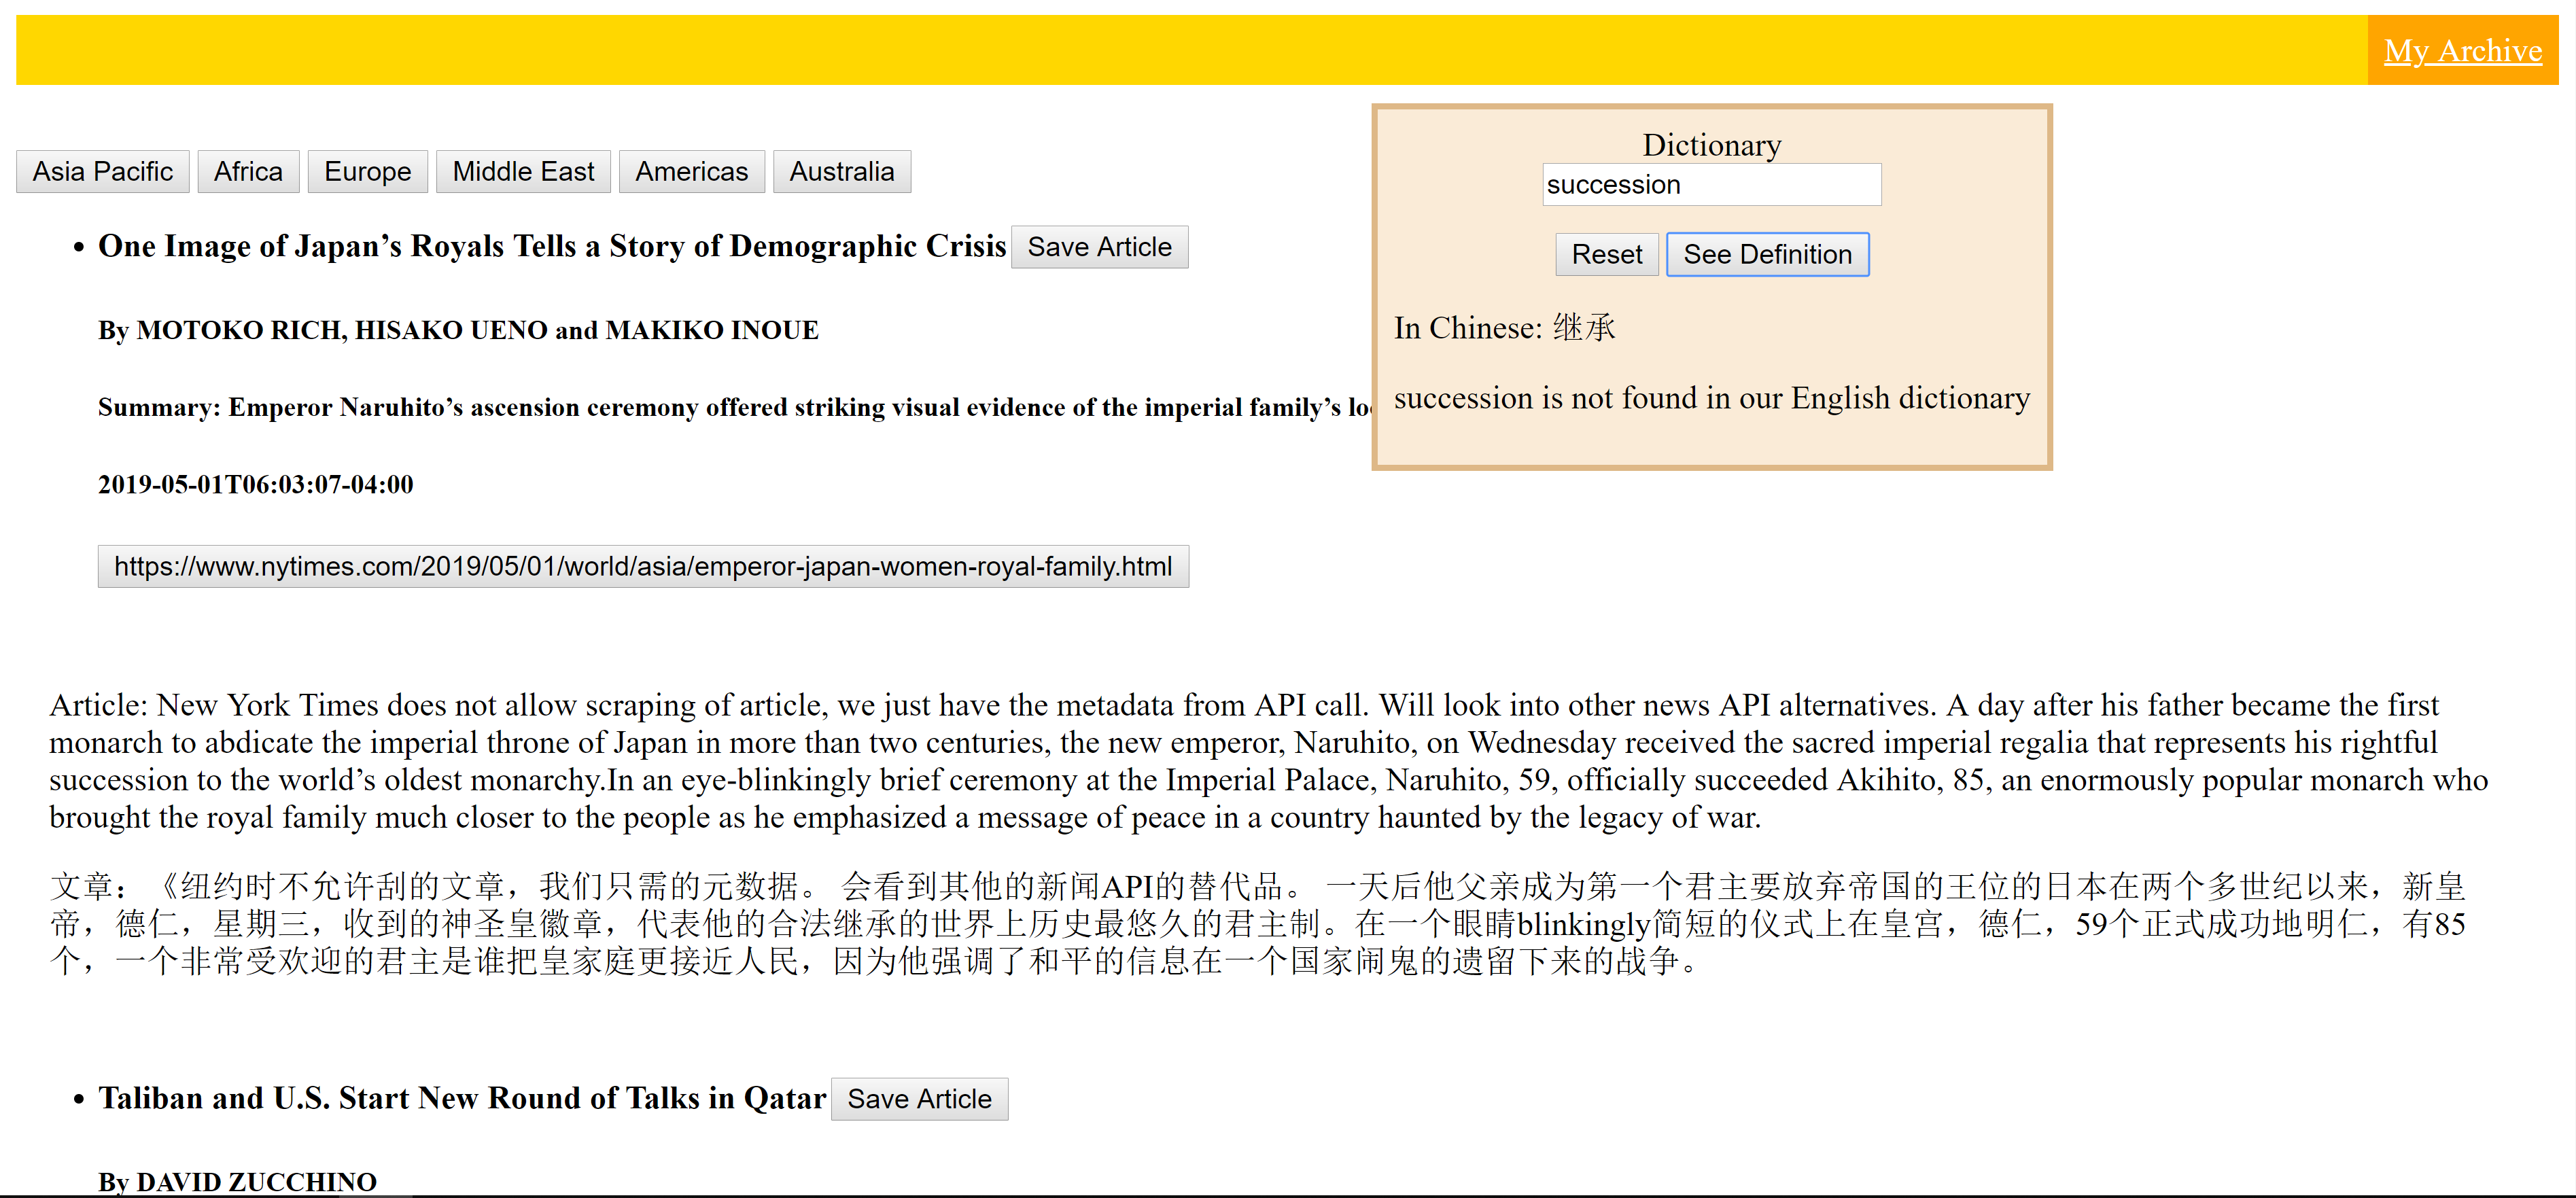 My Archive
Asia Pacific Africa Europe Middle East Americas Australia
Dictionary
succession
Reset See Definition
In Chinese: 继承
succession is not found in our English dictionary
One Image of Japan’s Royals Tells a Story of Demographic Crisis Save Article
By MOTOKO RICH, HISAKO UENO and MAKIKO INOUE
Summary: Emperor Naruhito’s ascension ceremony offered striking visual evidence of the imperial family’s
2019-05-01T06:03:07-04:00
https://www.nytimes.com/2019/05/01/world/asia/emperor-japan-women-royal-family.html
Article: New York Times does not allow scraping of article, we just have the metadata from API call. Will look into other news API alternatives. A day after his father became the first
monarch to abdicate the imperial throne of Japan in more than two centuries, the new emperor, Naruhito, on Wednesday received the sacred imperial regalia that represents his rightful
succession to the world’s oldest monarchy.In an eye-blinkingly brief ceremony at the Imperial Palace, Naruhito, 59, officially succeeded Akihito, 85, an enormously popular monarch who
brought the royal family much closer to the people as he emphasized a message of peace in a country haunted by the legacy of war.
文章：《纽约时不允许刮的文章，我们只需的元数据。 会看到其他的新闻API的替代品。 一天后他父亲成为第一个君主要放弃帝国的王位的日本在两个多世纪以来，新皇
帝，德仁，星期三，收到的神圣皇徽章，代表他的合法继承的世界上历史最悠久的君主制。在一个眼睛blinkingly简短的仪式上在皇宫，德仁，59个正式成功地明仁，有85
个，一个非常受欢迎的君主是谁把皇家庭更接近人民，因为他强调了和平的信息在一个国家闹鬼的遗留下来的战争。
Taliban and U.S. Start New Round of Talks in Qatar Save Article
By DAVID ZUCCHINO